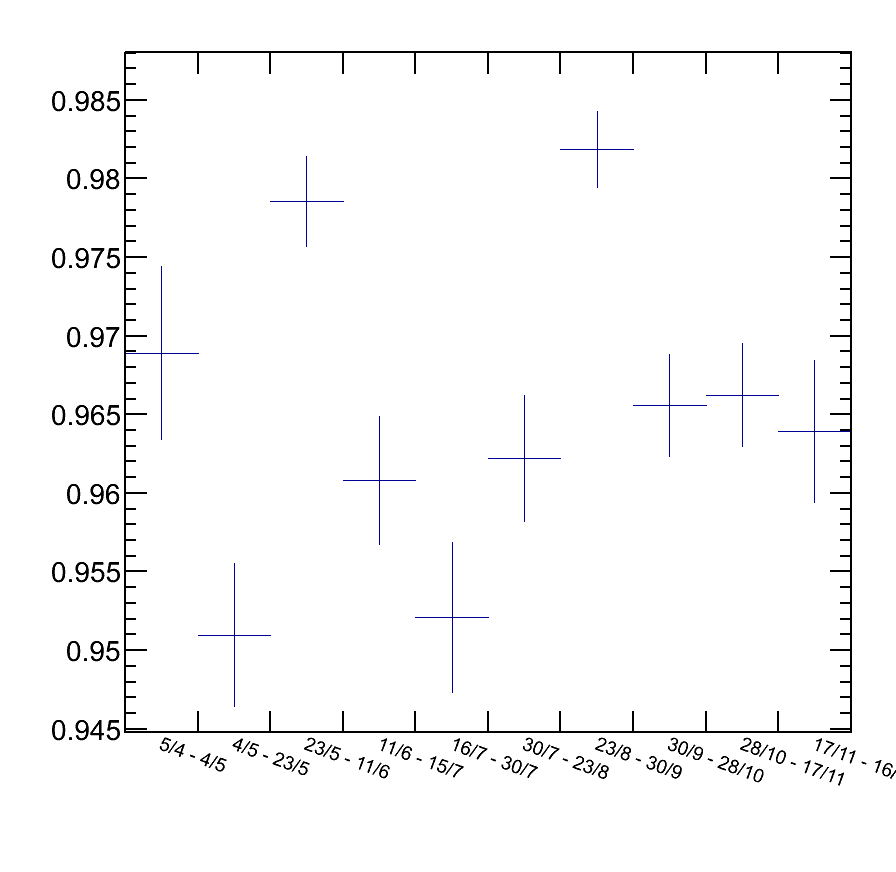 0.985
0.98
0.975
0.97
0.965
0.96
0.955
0.95
0.945
5/4 - 4/5
4/5 - 23/5
23/5 - 11/6
11/6 - 15/7
16/7 - 30/7
30/7 - 23/8
23/8 - 30/9
30/9 - 28/10
28/10 - 17/11
17/11 - 16/